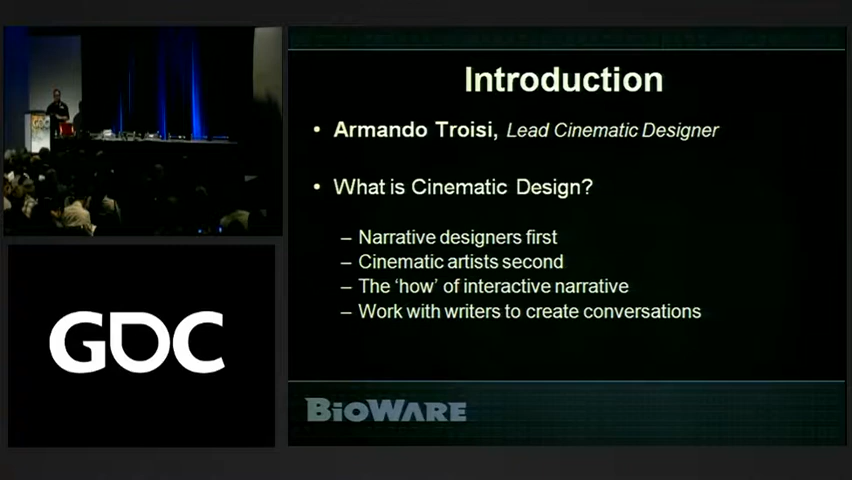 Introduction
• Armando Troisi, Lead Cinematic Designer
• What is Cinematic Design?
– Narrative designers first
– Cinematic artists second
– The ‘how’ of interactive narrative
– Work with writers to create conversations
GDC
BIOWARE